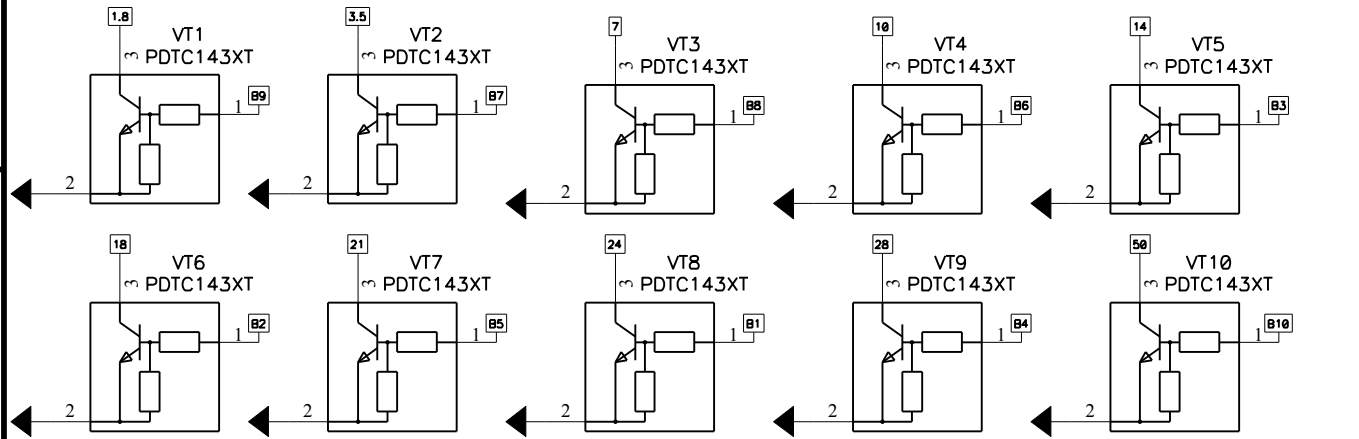 1.8 3.5 7 10 14
VT1 VT2 VT3 VT4 VT5
3 PDTC143XT 3 PDTC143XT 3 PDTC143XT 3 PDTC143XT 3 PDTC143XT
1 B9 1 B7 1 B8 1 B6 1 B3
2 2 2 2 2
18 21 24 28 50
VT6 VT7 VT8 VT9 VT10
3 PDTC143XT 3 PDTC143XT 3 PDTC143XT 3 PDTC143XT 3 PDTC143XT
1 B2 1 B5 1 B1 1 B4 1 B10
2 2 2 2 2